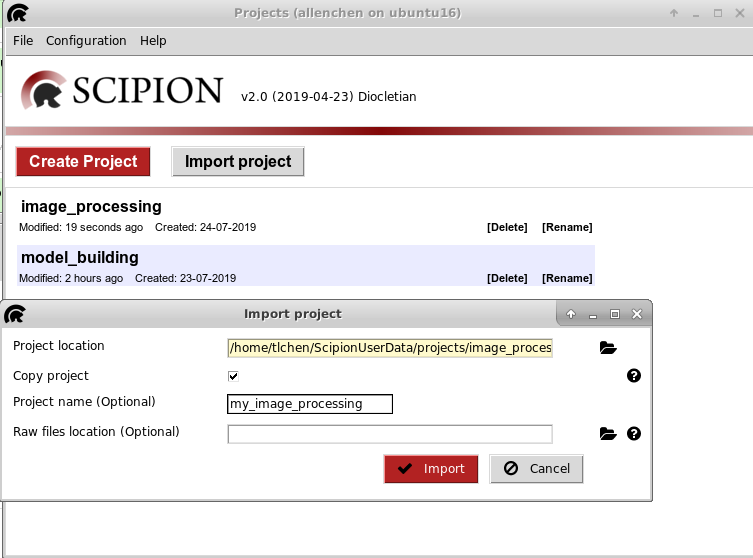 Projects (allenchen on ubuntu16)
File Configuration Help
SCIPION v2.0 (2019-04-23) Diocletian
Create Project Import project
image_processing
Modified: 19 seconds ago Created: 24-07-2019 [Delete] [Rename]
model_building
Modified: 2 hours ago Created: 23-07-2019 [Delete] [Rename]
Import project
Project location /home/tlchen/ScipionUserData/projects/image_proces
Copy project
Project name (Optional) my_image_processing
Raw files location (Optional)
Import Cancel